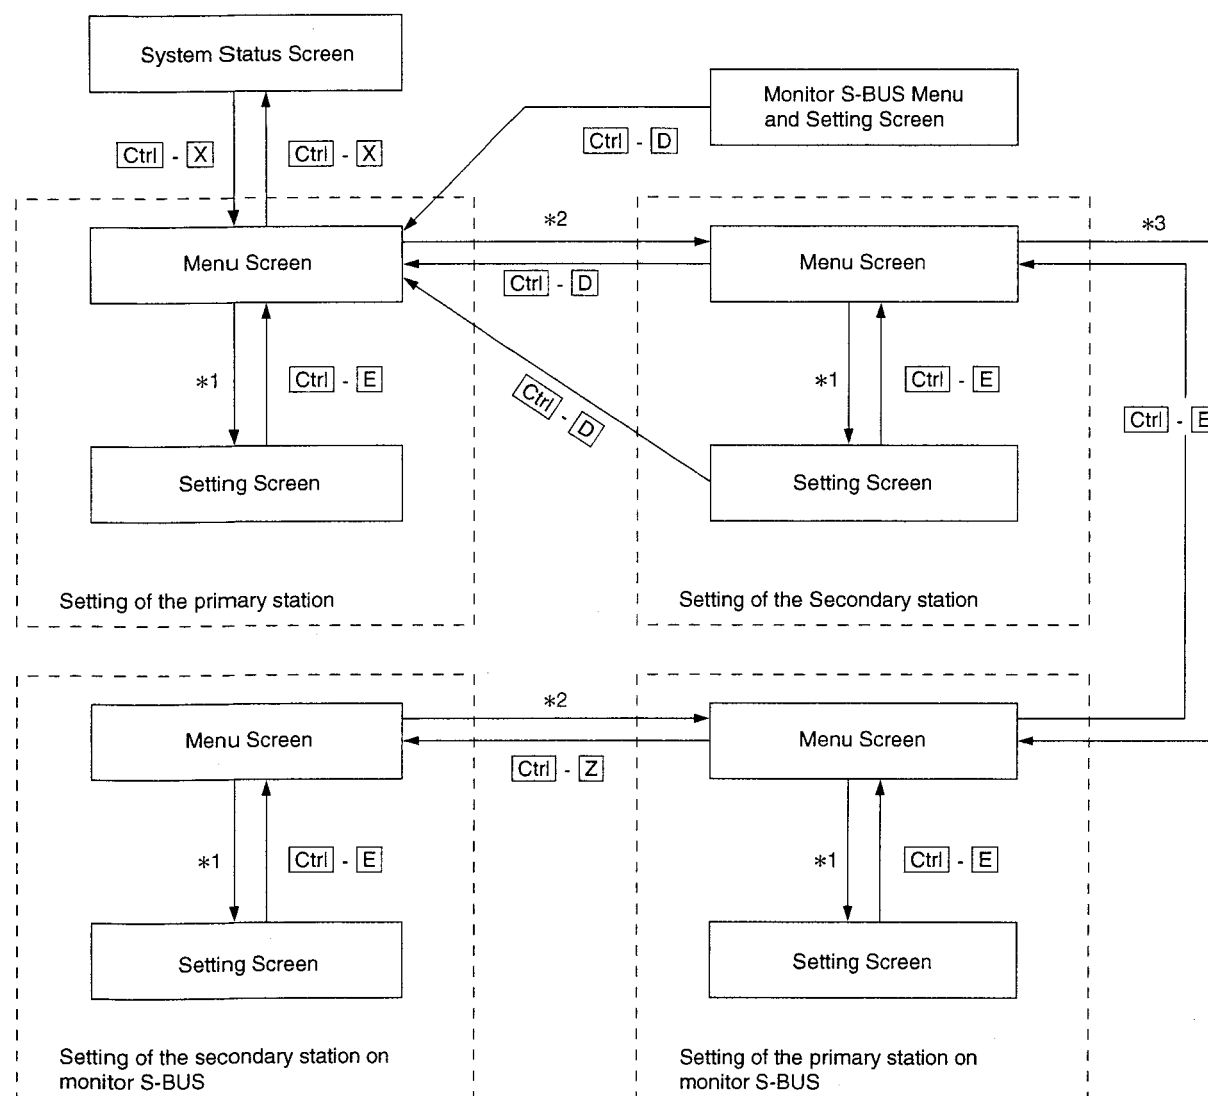 System Status Screen
Monitor S-BUS Menu
and Setting Screen
Ctrl - X
Ctrl - X
Ctrl - D
Menu Screen
*2
Ctrl - D
Menu Screen
*3
*1
Ctrl - E
Ctrl - D
*1
Ctrl - E
Ctrl - E
Setting Screen
Setting Screen
Setting of the primary station
Setting of the Secondary station
Menu Screen
*2
Ctrl - Z
Menu Screen
*1
Ctrl - E
*1
Ctrl - E
Setting Screen
Setting Screen
Setting of the secondary station on
monitor S-BUS
Setting of the primary station on
monitor S-BUS